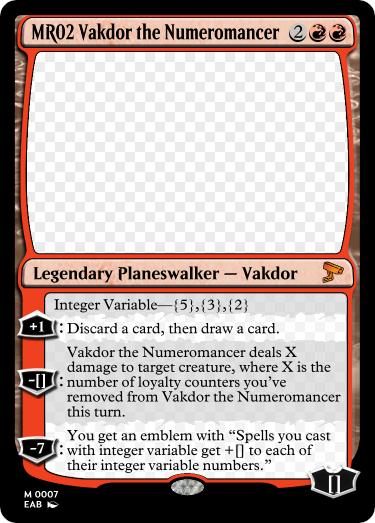 MR02 Vakdor the Numeromancer 2
Legendary Planeswalker — Vakdor
Integer Variable—{5},{3},{2}
+1: Discard a card, then draw a card.
Vakdor the Numeromancer deals X
damage to target creature, where X is the
-[]: number of loyalty counters you’ve
removed from Vakdor the Numeromancer
this turn.
You get an emblem with “Spells you cast
-7: with integer variable get +[] to each of
their integer variable numbers.”
[]
M 0007
EAB